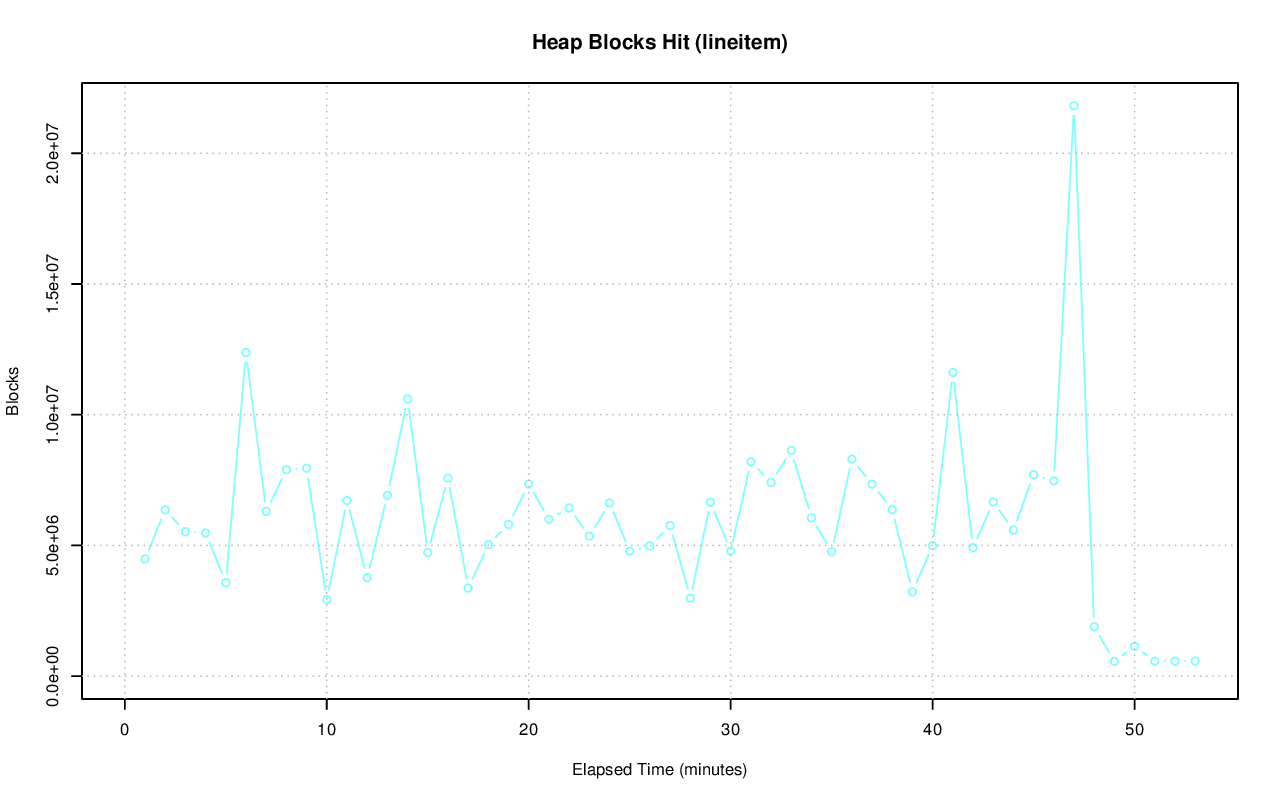 Heap Blocks Hit (lineitem)
Blocks
2.0e+07
1.5e+07
1.0e+07
5.0e+06
0.0e+00
0 10 20 30 40 50
Elapsed Time (minutes)